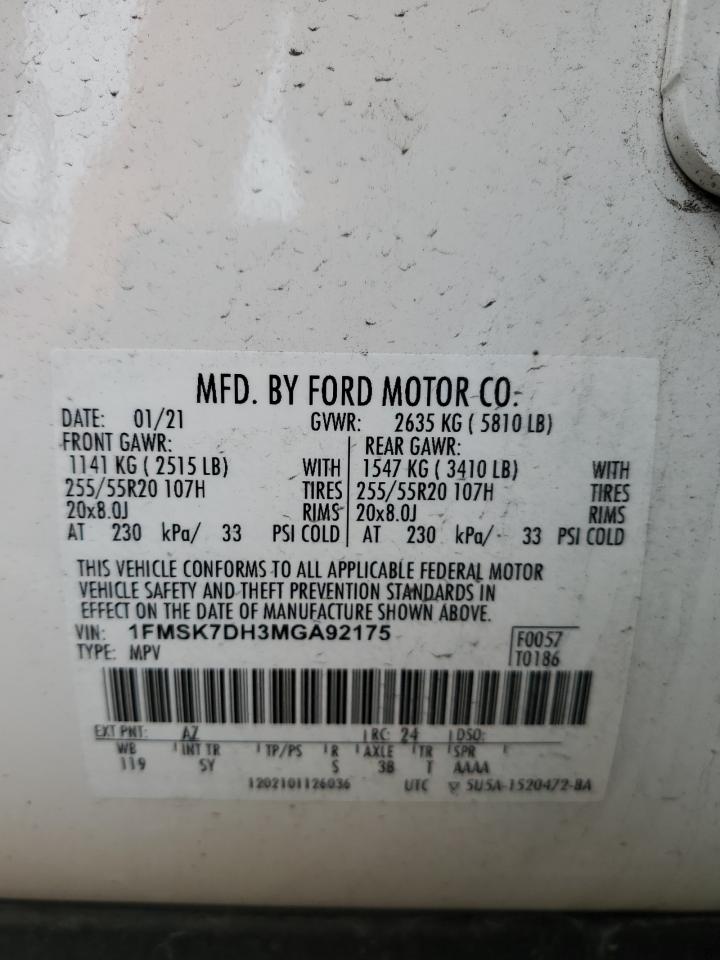 MFD. BY FORD MOTOR CO.
DATE: 01/21 GVWR: 2635 KG ( 5810 LB)
FRONT GAWR: REAR GAWR:
1141 KG ( 2515 LB) WITH 1547 KG ( 3410 LB) WITH
255/55R20 107H TIRES 255/55R20 107H TIRES
20x8.0J RIMS 20x8.0J RIMS
AT 230 kPa/ 33 PSI COLD AT 230 kPa/ 33 PSI COLD
THIS VEHICLE CONFORMS TO ALL APPLICABLE FEDERAL MOTOR
VEHICLE SAFETY AND THEFT PREVENTION STANDARDS IN
EFFECT ON THE DATE OF MANUFACTURE SHOWN ABOVE.
VIN: 1FMSK7DH3MGA92175 F0057
TYPE: MPV T0186
EXT PNT: AZ RC: 24 DSO:
WB INT TR TP/PS R AXLE TR SPR
119 SY S 3B T AAAA
1202101126036 UTC 5U5A-1520472-BA